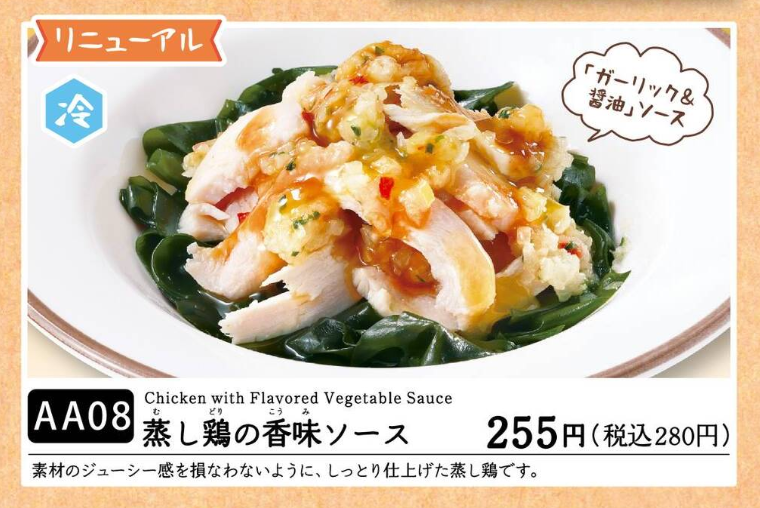 リニューアル
冷
「ガーリック&
醤油」ソース
AA08
Chicken with Flavored Vegetable Sauce
む どり こう み
蒸し鶏の香味ソース
255円(税込280円)
素材のジューシー感を損なわないように、しっとり仕上げた蒸し鶏です。